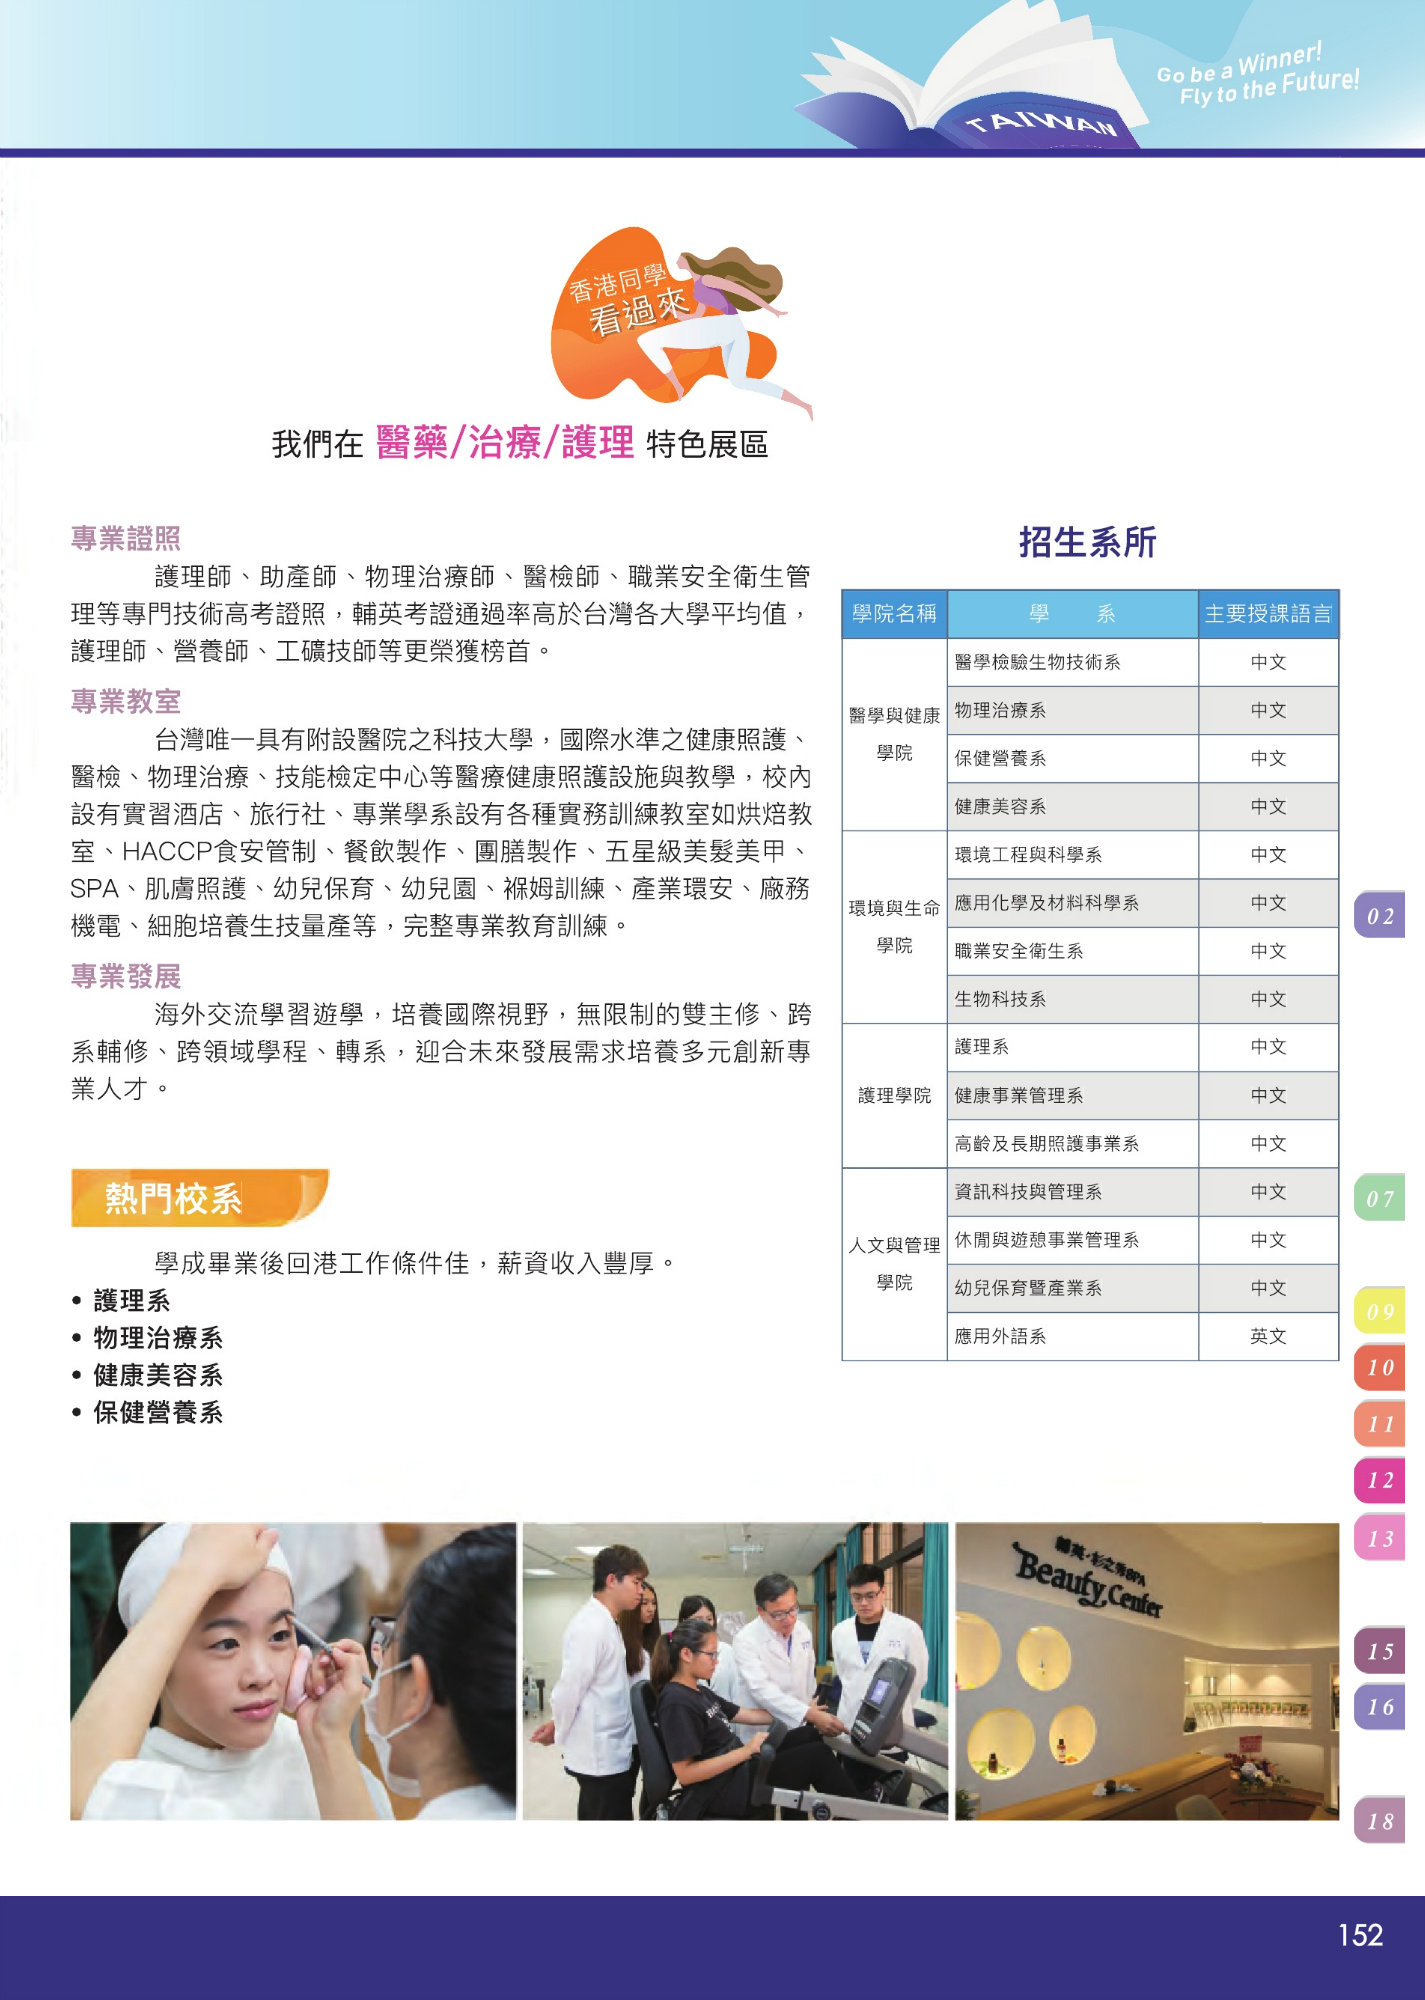 Go be a Winner!
Fly to the Future!
TAIWAN
香港同學
看過來
我們在 醫藥/治療/護理 特色展區
專業證照
護理師、助產師、物理治療師、醫檢師、職業安全衛生管
理等專門技術高考證照，輔英考證通過率高於台灣各大學平均值，
護理師、營養師、工礦技師等更榮獲榜首。
專業教室
台灣唯一具有附設醫院之科技大學，國際水準之健康照護、
醫檢、物理治療、技能檢定中心等醫療健康照護設施與教學，校內
設有實習酒店、旅行社、專業學系設有各種實務訓練教室如烘焙教
室、HACCP食安管制、餐飲製作、團膳製作、五星級美髮美甲、
SPA、肌膚照護、幼兒保育、幼兒園、褓姆訓練、產業環安、廠務
機電、細胞培養生技量產等，完整專業教育訓練。
專業發展
海外交流學習遊學，培養國際視野，無限制的雙主修、跨
系輔修、跨領域學程、轉系，迎合未來發展需求培養多元創新專
業人才。
熱門校系
學成畢業後回港工作條件佳，薪資收入豐厚。
• 護理系
• 物理治療系
• 健康美容系
• 保健營養系
招生系所
學院名稱 學 系 主要授課語言
醫學與健康
學院
醫學檢驗生物技術系 中文
物理治療系 中文
保健營養系 中文
健康美容系 中文
環境與生命
學院
環境工程與科學系 中文
應用化學及材料科學系 中文
職業安全衛生系 中文
生物科技系 中文
護理學院
護理系 中文
健康事業管理系 中文
高齡及長期照護事業系 中文
人文與管理
學院
資訊科技與管理系 中文
休閒與遊憩事業管理系 中文
幼兒保育暨產業系 中文
應用外語系 英文
輔英·彩之秀SPA
Beauty Center
02
07
09
10
11
12
13
15
16
18
152